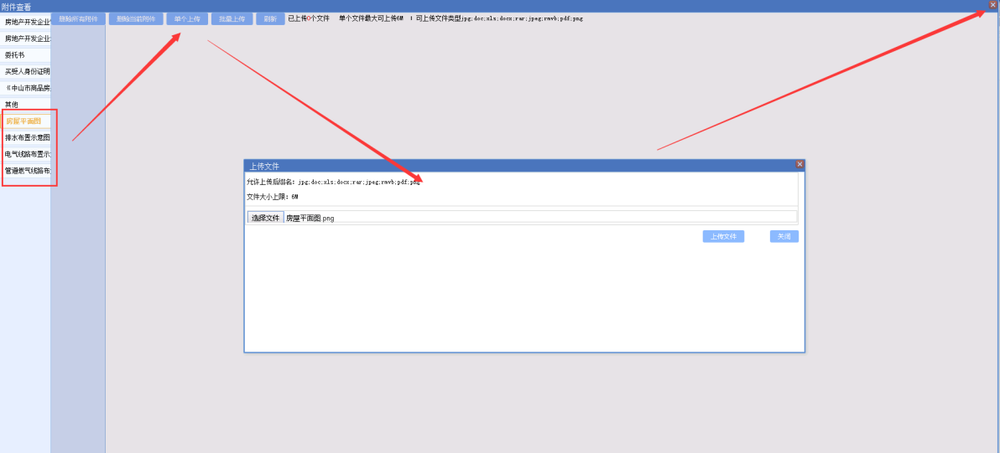 附件查看
房地产开发企业
删除所有附件
删除当前附件
单个上传
批量上传
刷新
已上传0个文件 单个文件最大可上传6M ：可上传文件类型jpg;doc;xls;docx;rar;jpeg;rmvb;pdf;png
房地产开发企业
委托书
买受人身份证明
《中山市商品房
其他
房屋平面图
排水布置示意图
电气线路布置示
管道燃气线路布
上传文件
允许上传后缀名：jpg;doc;xls;docx;rar;jpeg;rmvb;pdf;png
文件大小上限：6M
选择文件 房屋平面图.png
上传文件
关闭